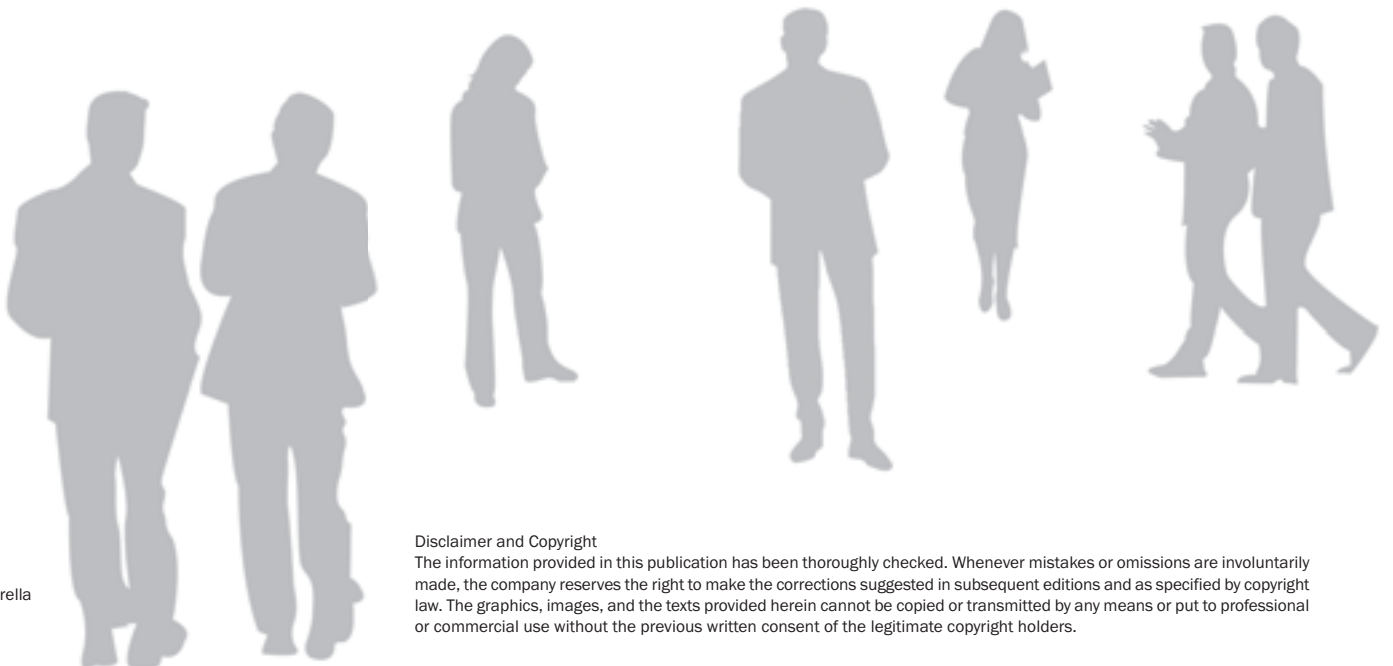 Disclaimer and Copyright
The information provided in this publication has been thoroughly checked. Whenever mistakes or omissions are involuntarily
made, the company reserves the right to make the corrections suggested in subsequent editions and as specified by copyright
rella
law. The graphics, images, and the texts provided herein cannot be copied or transmitted by any means or put to professional
or commercial use without the previous written consent of the legitimate copyright holders.